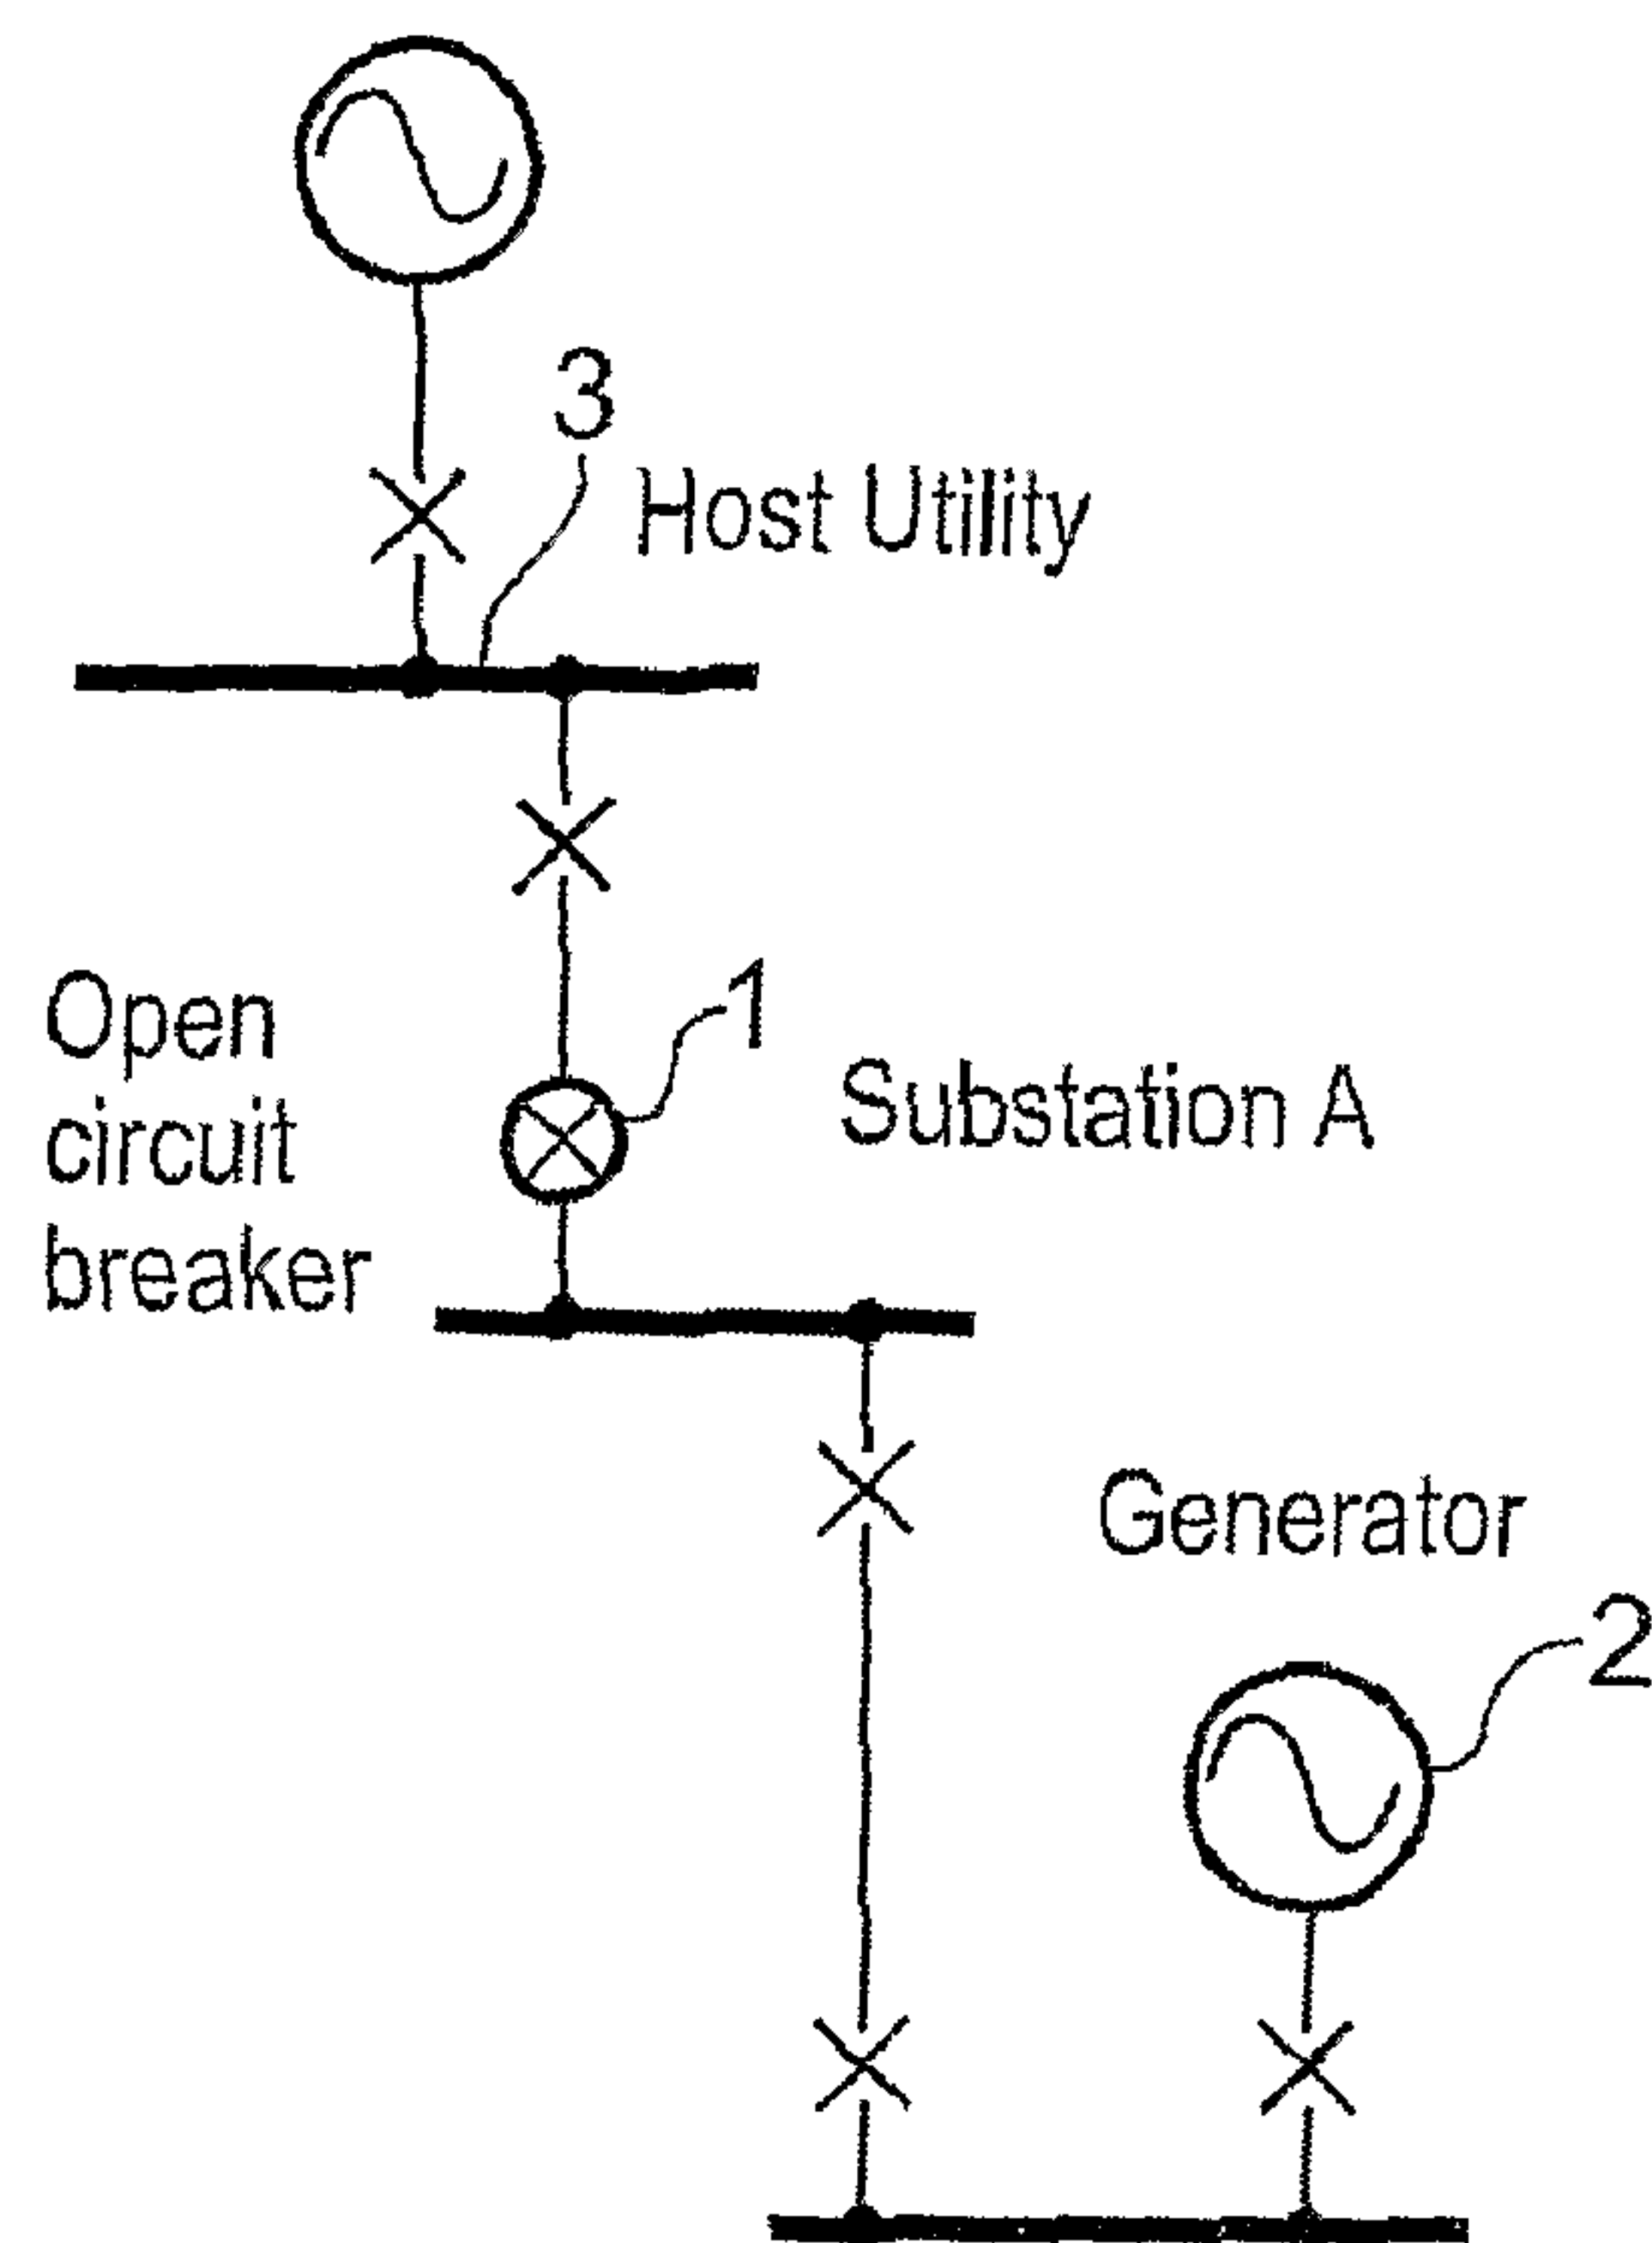 3
Host Utility
Open
circuit
breaker
1
Substation A
Generator
2